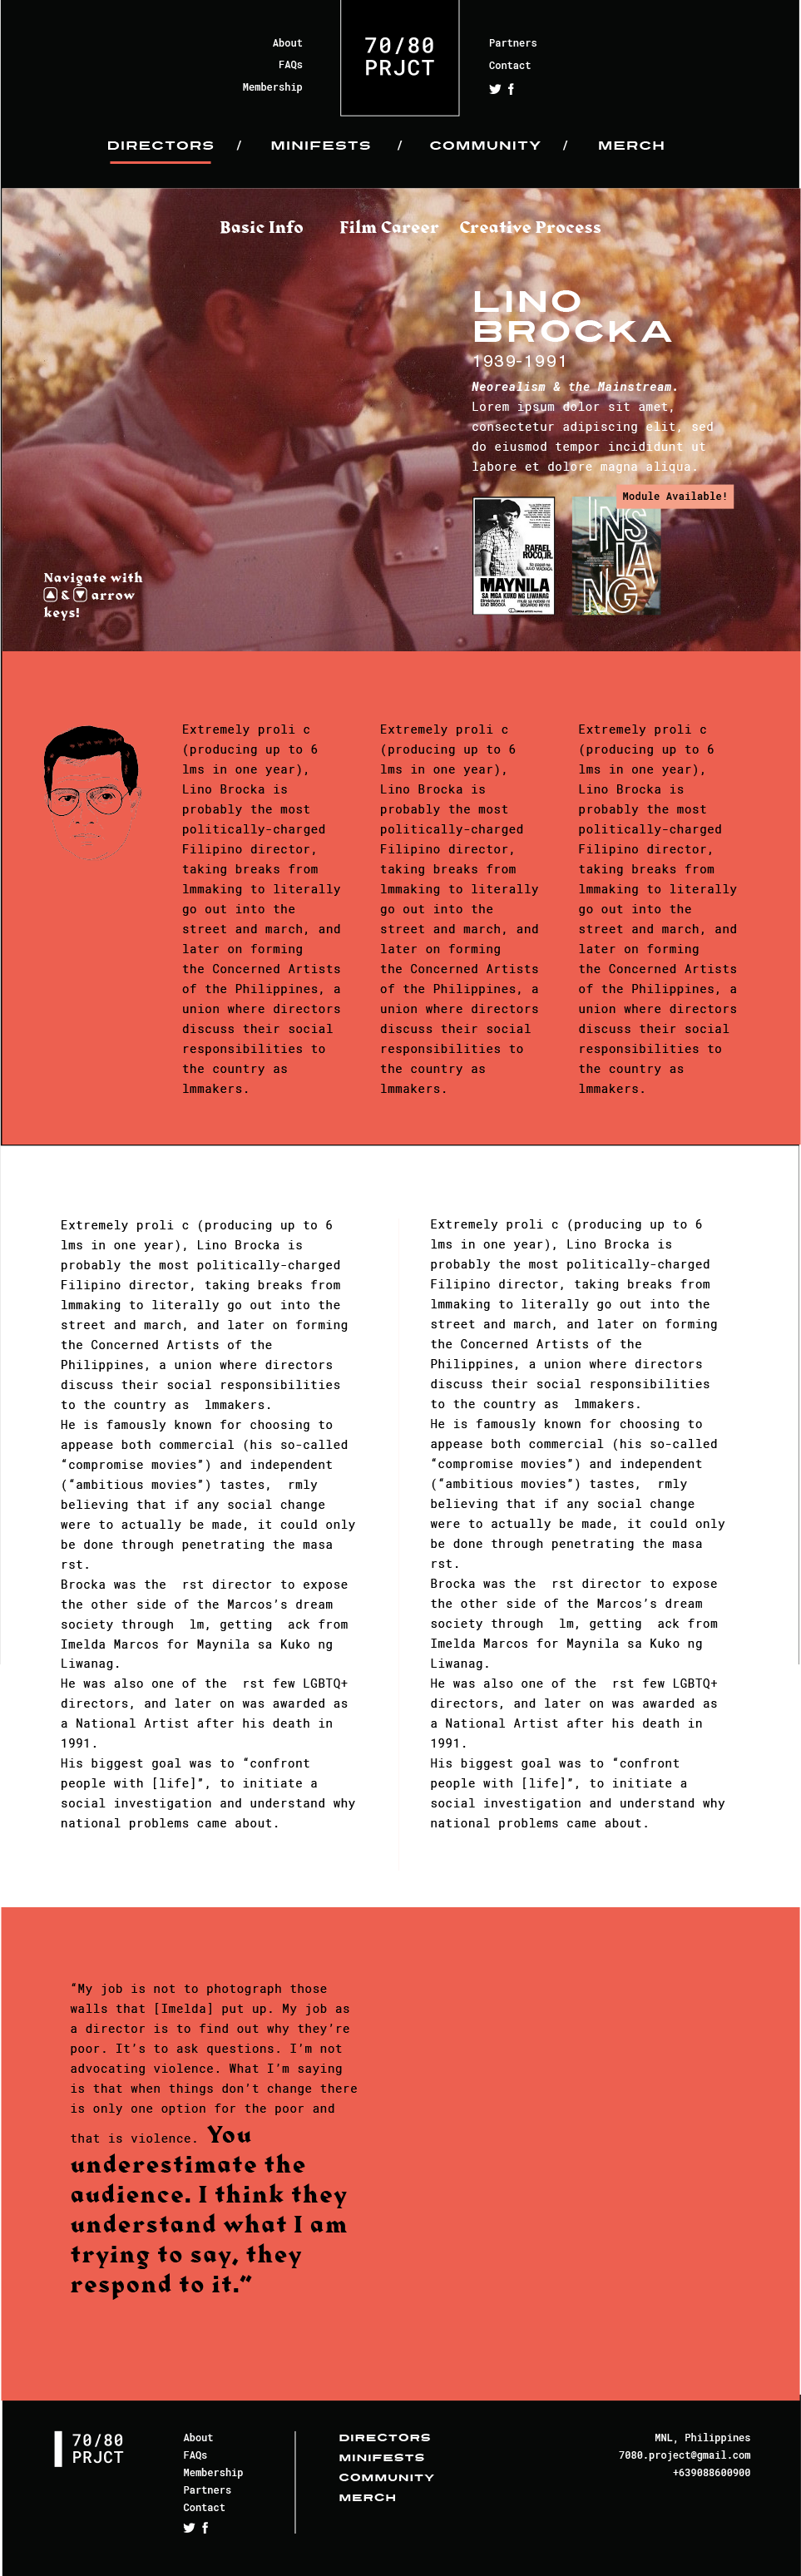 About
FAQs
Membership
70/80
PRJCT
Partners
Contact
DIRECTORS / MINIFESTS / COMMUNITY / MERCH
Basic Info Film Career Creative Process
LINO
BROCKA
1939-1991
Neorealism & the Mainstream.
Lorem ipsum dolor sit amet,
consectetur adipiscing elit, sed
do eiusmod tempor incididunt ut
labore et dolore magna aliqua.
Module Available!
RAFAEL
ROCO, JR.
MAYNILA
SA MGA KUKO NG LIWANAG
INS
IA
NG
Navigate with
& arrow
keys!
Extremely proli c
(producing up to 6
lms in one year),
Lino Brocka is
probably the most
politically-charged
Filipino director,
taking breaks from
lmmaking to literally
go out into the
street and march, and
later on forming
the Concerned Artists
of the Philippines, a
union where directors
discuss their social
responsibilities to
the country as
lmmakers.
Extremely proli c
(producing up to 6
lms in one year),
Lino Brocka is
probably the most
politically-charged
Filipino director,
taking breaks from
lmmaking to literally
go out into the
street and march, and
later on forming
the Concerned Artists
of the Philippines, a
union where directors
discuss their social
responsibilities to
the country as
lmmakers.
Extremely proli c
(producing up to 6
lms in one year),
Lino Brocka is
probably the most
politically-charged
Filipino director,
taking breaks from
lmmaking to literally
go out into the
street and march, and
later on forming
the Concerned Artists
of the Philippines, a
union where directors
discuss their social
responsibilities to
the country as
lmmakers.
Extremely proli c (producing up to 6
lms in one year), Lino Brocka is
probably the most politically-charged
Filipino director, taking breaks from
lmmaking to literally go out into the
street and march, and later on forming
the Concerned Artists of the
Philippines, a union where directors
discuss their social responsibilities
to the country as  lmmakers.
He is famously known for choosing to
appease both commercial (his so-called
“compromise movies”) and independent
(“ambitious movies”) tastes,  rmly
believing that if any social change
were to actually be made, it could only
be done through penetrating the masa
rst.
Brocka was the  rst director to expose
the other side of the Marcos’s dream
society through  lm, getting  ack from
Imelda Marcos for Maynila sa Kuko ng
Liwanag.
He was also one of the  rst few LGBTQ+
directors, and later on was awarded as
a National Artist after his death in
1991.
His biggest goal was to “confront
people with [life]”, to initiate a
social investigation and understand why
national problems came about.
Extremely proli c (producing up to 6
lms in one year), Lino Brocka is
probably the most politically-charged
Filipino director, taking breaks from
lmmaking to literally go out into the
street and march, and later on forming
the Concerned Artists of the
Philippines, a union where directors
discuss their social responsibilities
to the country as  lmmakers.
He is famously known for choosing to
appease both commercial (his so-called
“compromise movies”) and independent
(“ambitious movies”) tastes,  rmly
believing that if any social change
were to actually be made, it could only
be done through penetrating the masa
rst.
Brocka was the  rst director to expose
the other side of the Marcos’s dream
society through  lm, getting  ack from
Imelda Marcos for Maynila sa Kuko ng
Liwanag.
He was also one of the  rst few LGBTQ+
directors, and later on was awarded as
a National Artist after his death in
1991.
His biggest goal was to “confront
people with [life]”, to initiate a
social investigation and understand why
national problems came about.
“My job is not to photograph those
walls that [Imelda] put up. My job as
a director is to find out why they’re
poor. It’s to ask questions. I’m not
advocating violence. What I’m saying
is that when things don’t change there
is only one option for the poor and
that is violence. You
underestimate the
audience. I think they
understand what I am
trying to say, they
respond to it.”
70/80
PRJCT
About
FAQs
Membership
Partners
Contact
DIRECTORS
MINIFESTS
COMMUNITY
MERCH
MNL, Philippines
7080.project@gmail.com
+639088600900